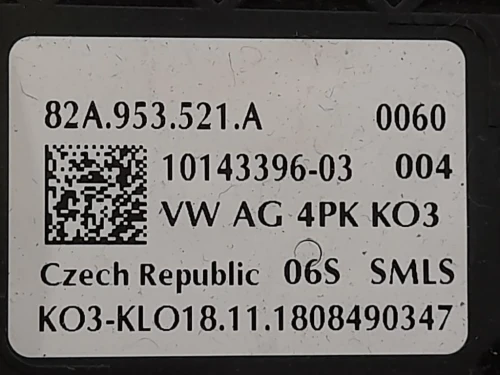 82A.953.521.A 0060
10143396-03 004
VW AG 4PK KO3
Czech Republic 06S SMLS
KO3-KLO18.11.1808490347